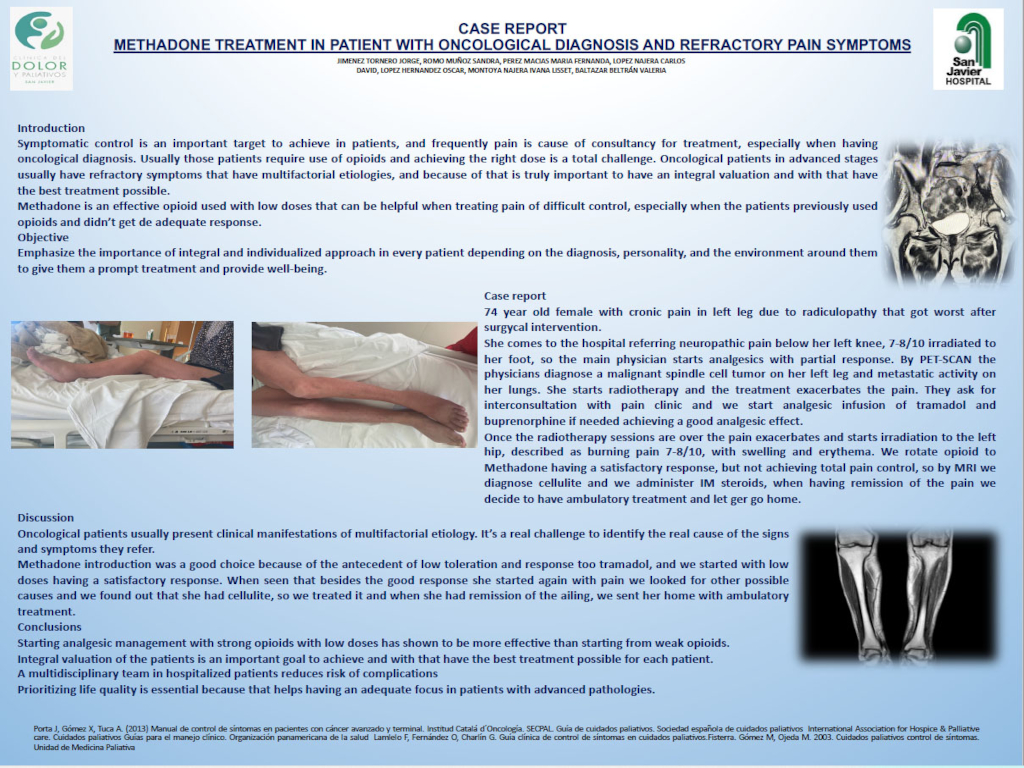 CLÍNICA DEL
DOLOR
Y PALIATIVOS
SAN JAVIER
CASE REPORT
METHADONE TREATMENT IN PATIENT WITH ONCOLOGICAL DIAGNOSIS AND REFRACTORY PAIN SYMPTOMS
JIMENEZ TORNERO JORGE, ROMO MUÑOZ SANDRA, PEREZ MACIAS MARIA FERNANDA, LOPEZ NAJERA CARLOS
DAVID, LOPEZ HERNANDEZ OSCAR, MONTOYA NAJERA IVANA LISSET, BALTAZAR BELTRÁN VALERIA
San
Javier
HOSPITAL
Introduction
Symptomatic control is an important target to achieve in patients, and frequently pain is cause of consultancy for treatment, especially when having
oncological diagnosis. Usually those patients require use of opioids and achieving the right dose is a total challenge. Oncological patients in advanced stages
usually have refractory symptoms that have multifactorial etiologies, and because of that is truly important to have an integral valuation and with that have
the best treatment possible.
Methadone is an effective opioid used with low doses that can be helpful when treating pain of difficult control, especially when the patients previously used
opioids and didn't get de adequate response.
Objective
Emphasize the importance of integral and individualized approach in every patient depending on the diagnosis, personality, and the environment around them
to give them a prompt treatment and provide well-being.
Case report
74 year old female with cronic pain in left leg due to radiculopathy that got worst after
surgycal intervention.
She comes to the hospital referring neuropathic pain below her left knee, 7-8/10 irradiated to
her foot, so the main physician starts analgesics with partial response. By PET-SCAN the
physicians diagnose a malignant spindle cell tumor on her left leg and metastatic activity on
her lungs. She starts radiotherapy and the treatment exacerbates the pain. They ask for
interconsultation with pain clinic and we start analgesic infusion of tramadol and
buprenorphine if needed achieving a good analgesic effect.
Once the radiotherapy sessions are over the pain exacerbates and starts irradiation to the left
hip, described as burning pain 7-8/10, with swelling and erythema. We rotate opioid to
Methadone having a satisfactory response, but not achieving total pain control, so by MRI we
diagnose cellulite and we administer IM steroids, when having remission of the pain we
decide to have ambulatory treatment and let ger go home.
Discussion
Oncological patients usually present clinical manifestations of multifactorial etiology. It's a real challenge to identify the real cause of the signs
and symptoms they refer.
Methadone introduction was a good choice because of the antecedent of low toleration and response too tramadol, and we started with low
doses having a satisfactory response. When seen that besides the good response she started again with pain we looked for other possible
causes and we found out that she had cellulite, so we treated it and when she had remission of the ailing, we sent her home with ambulatory
treatment.
Conclusions
Starting analgesic management with strong opioids with low doses has shown to be more effective than starting from weak opioids.
Integral valuation of the patients is an important goal to achieve and with that have the best treatment possible for each patient.
A multidisciplinary team in hospitalized patients reduces risk of complications
Prioritizing life quality is essential because that helps having an adequate focus in patients with advanced pathologies.
Porta J, Gómez X, Tuca A. (2013) Manual de control de síntomas en pacientes con cáncer avanzado y terminal. Institud Catalá d´Oncología. SECPAL. Guía de cuidados paliativos. Sociedad española de cuidados paliativos International Association for Hospice & Palliative
care. Cuidados paliativos Guías para el manejo clínico. Organización panamericana de la salud Lamlelo F, Fernández O, Charlín G. Guía clínica de control de síntomas en cuidados paliativos.Fisterra. Gómez M, Ojeda M. 2003. Cuidados paliativos control de síntomas.
Unidad de Medicina Paliativa